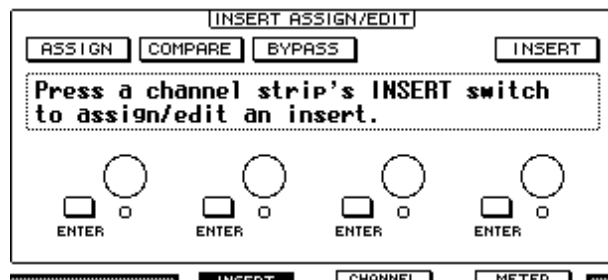 INSERT ASSIGN/EDIT
ASSIGN COMPARE BYPASS INSERT
Press a channel strip's INSERT switch
to assign/edit an insert.
ENTER ENTER ENTER ENTER
INSERT CHANNEL METER